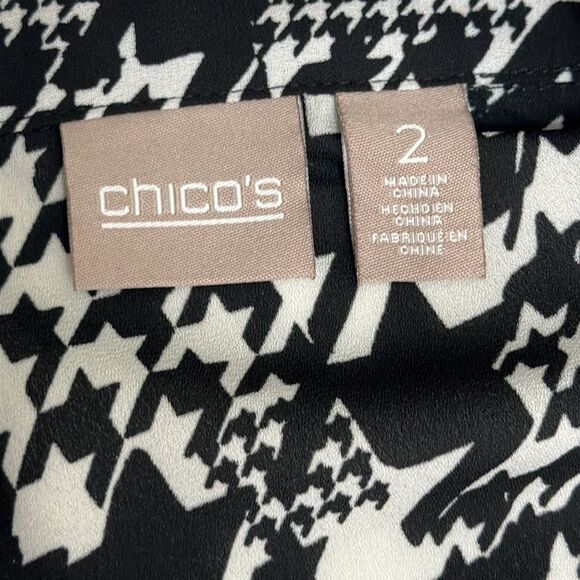 chico's
2
MADE IN
CHINA
HECHO EN
CHINA
FABRIQUÉ EN
CHINE